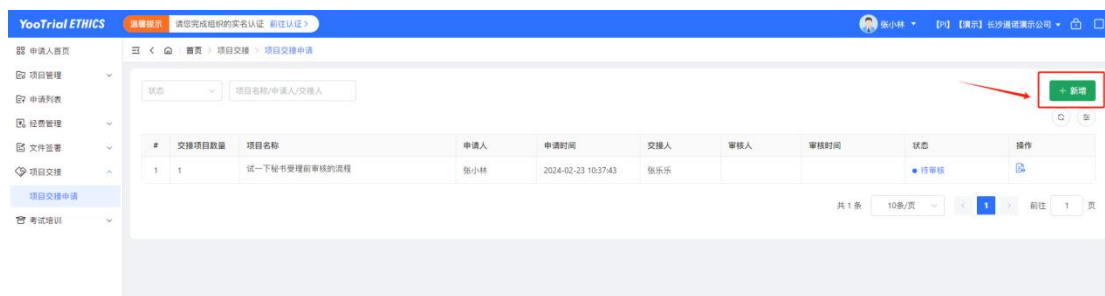 YooTrial ETHICS 温馨提示 请您完成组织的实名认证 前往认证> 张小林 【PI】【演示】长沙通诺演示公司
申请人首页
首页 > 项目交接 > 项目交接申请
项目管理
申请列表
经费管理
文件签署
项目交接
项目交接申请
考试培训
状态 项目名称/申请人/交接人 + 新增
# 交接项目数量 项目名称 申请人 申请时间 交接人 审核人 审核时间 状态 操作
1 1 试一下秘书受理前审核的流程 张小林 2024-02-23 10:37:43 张乐乐 待审核
共 1 条 10条/页 < 1 > 前往 1 页